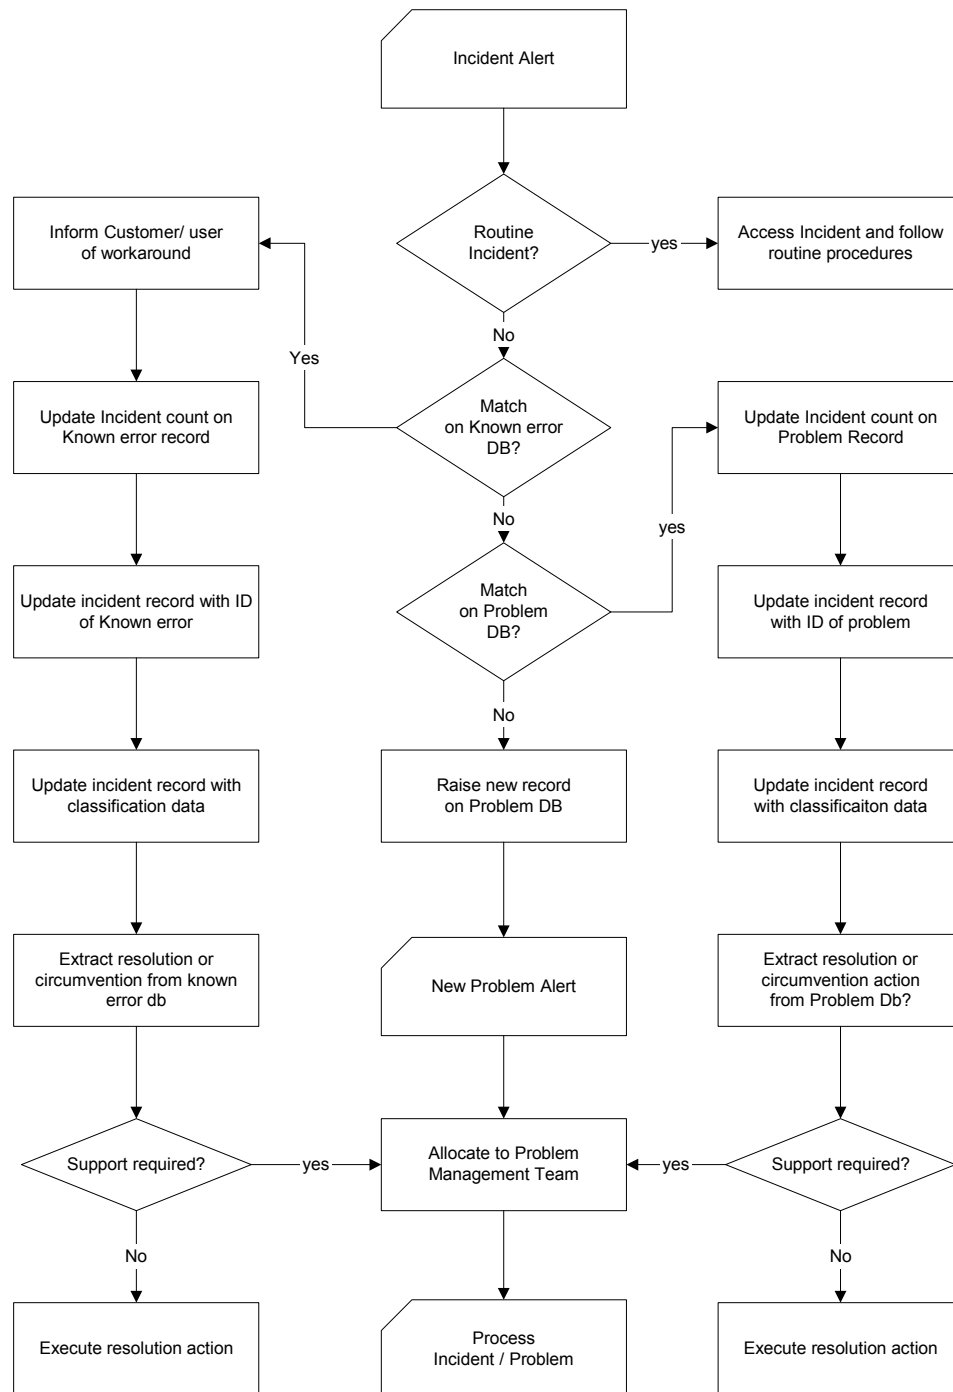 Incident Alert
Routine
Incident?
yes
Access Incident and follow
routine procedures
No
Inform Customer/ user
of workaround
Yes
Match
on Known error
DB?
Update Incident count on
Known error record
Update Incident count on
Problem Record
No
yes
Match
on Problem
DB?
Update incident record with ID
of Known error
Update incident record
with ID of problem
No
Update incident record with
classification data
Raise new record
on Problem DB
Update incident record
with classificaiton data
Extract resolution or
circumvention from known
error db
New Problem Alert
Extract resolution or
circumvention action
from Problem Db?
Support required?
yes
Allocate to Problem
Management Team
yes
Support required?
No
No
Execute resolution action
Process
Incident / Problem
Execute resolution action